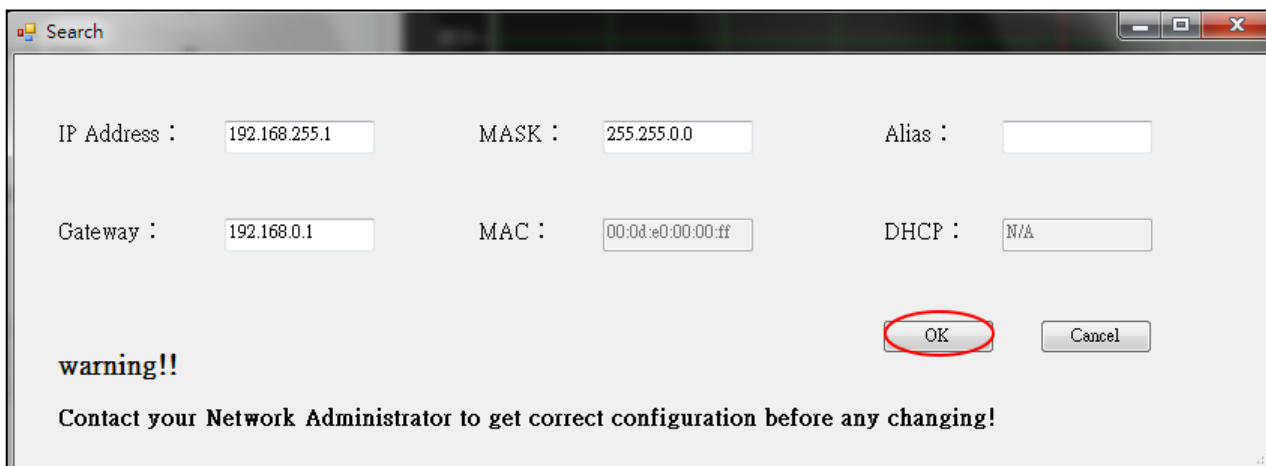 Search
IP Address： 192.168.255.1 MASK： 255.255.0.0 Alias：
Gateway： 192.168.0.1 MAC： 00:0d:e0:00:00:ff DHCP： N/A
OK Cancel
warning!!
Contact your Network Administrator to get correct configuration before any changing!